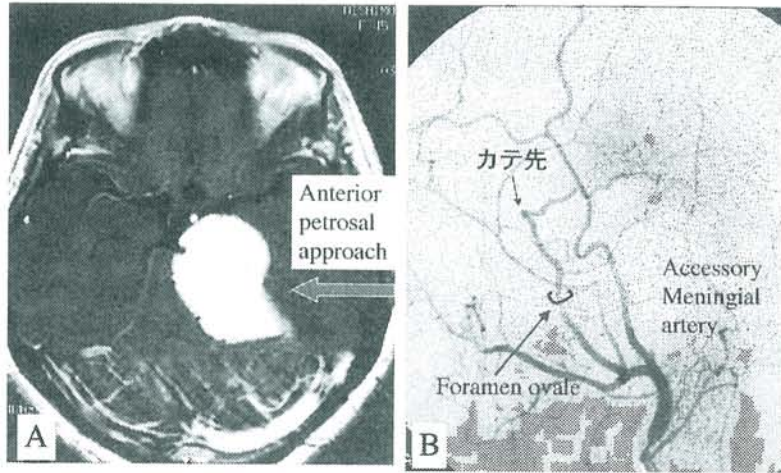 Anterior
petrosal
approach
A
カテ先
Accessory
Meningial
artery
Foramen ovale
B